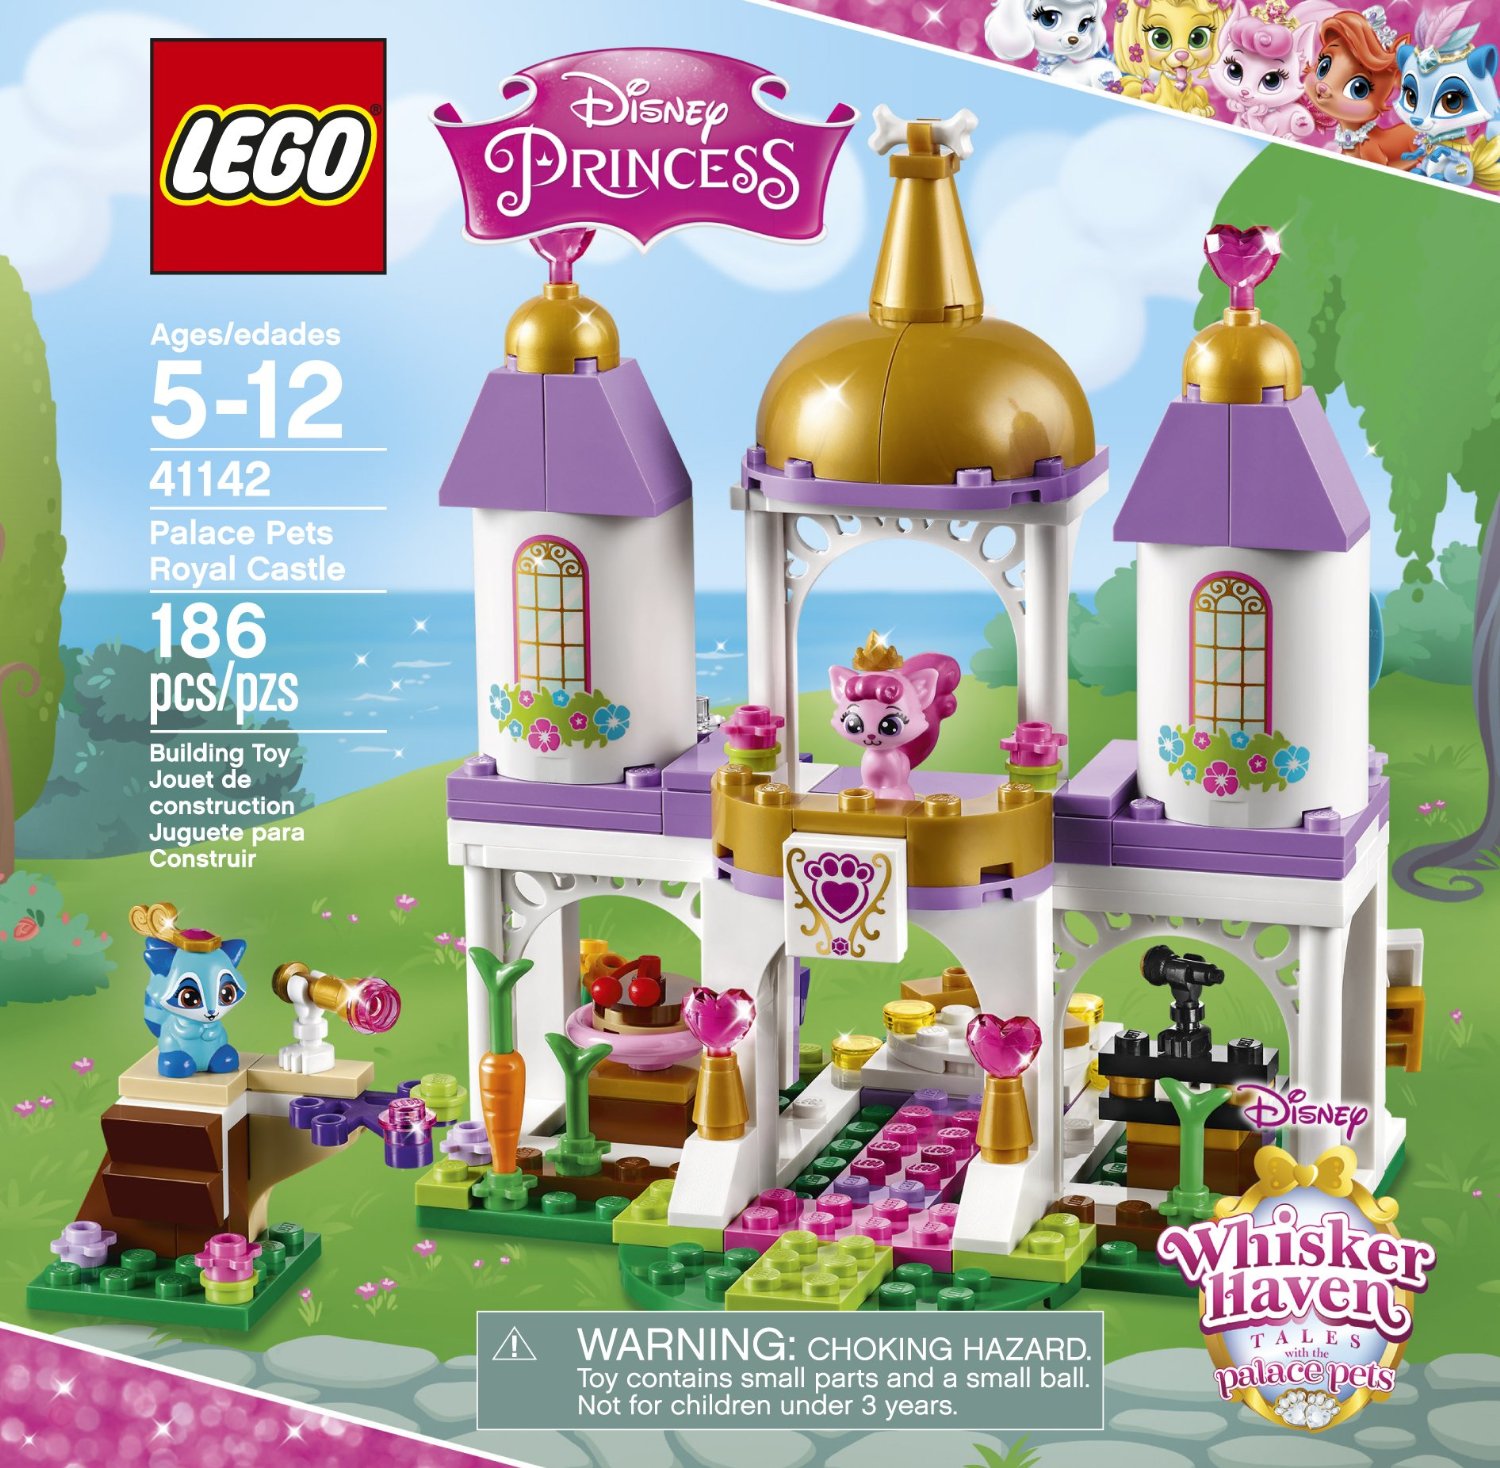 LEGO®
Disney
PRINCESS
Ages/edades
5-12
41142
Palace Pets
Royal Castle
186
pcs/pzs
Building Toy
Jouet de
construction
Juguete para
Construir
Disney
Whisker
Haven
TALES
with the
palace pets
WARNING: CHOKING HAZARD.
Toy contains small parts and a small ball.
Not for children under 3 years.